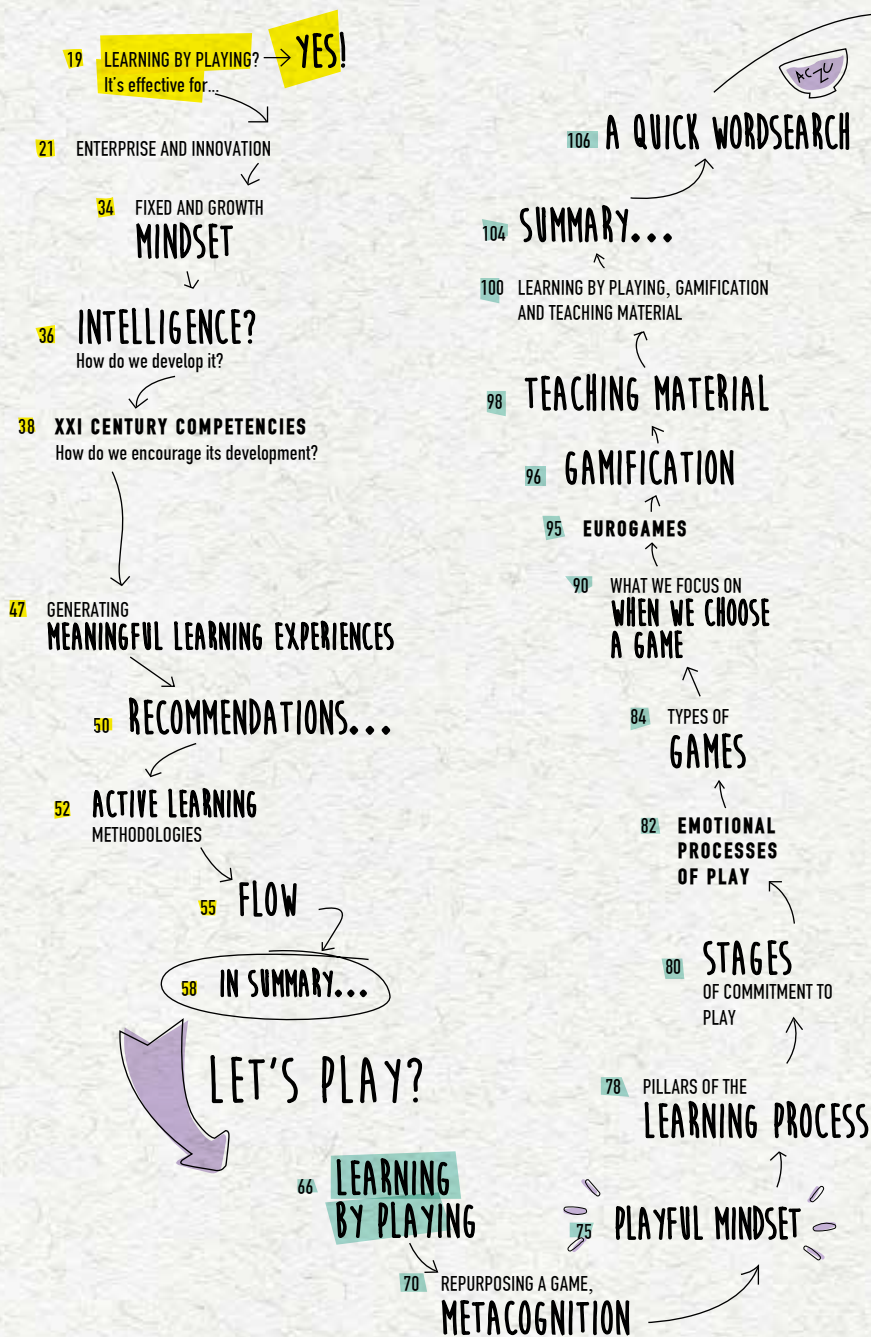 19 LEARNING BY PLAYING? YES!
It's effective for...
21 ENTERPRISE AND INNOVATION
34 FIXED AND GROWTH
MINDSET
36 INTELLIGENCE?
How do we develop it?
38 XXI CENTURY COMPETENCIES
How do we encourage its development?
47 GENERATING
MEANINGFUL LEARNING EXPERIENCES
50 RECOMMENDATIONS...
52 ACTIVE LEARNING
METHODOLOGIES
55 FLOW
58 IN SUMMARY...
LET'S PLAY?
66 LEARNING
BY PLAYING
70 REPURPOSING A GAME,
METACOGNITION
75 PLAYFUL MINDSET
78 PILLARS OF THE
LEARNING PROCESS
80 STAGES
OF COMMITMENT TO
PLAY
82 EMOTIONAL
PROCESSES
OF PLAY
84 TYPES OF
GAMES
90 WHAT WE FOCUS ON
WHEN WE CHOOSE
A GAME
95 EUROGAMES
96 GAMIFICATION
98 TEACHING MATERIAL
100 LEARNING BY PLAYING, GAMIFICATION
AND TEACHING MATERIAL
104 SUMMARY...
106 A QUICK WORDSEARCH
ACZU